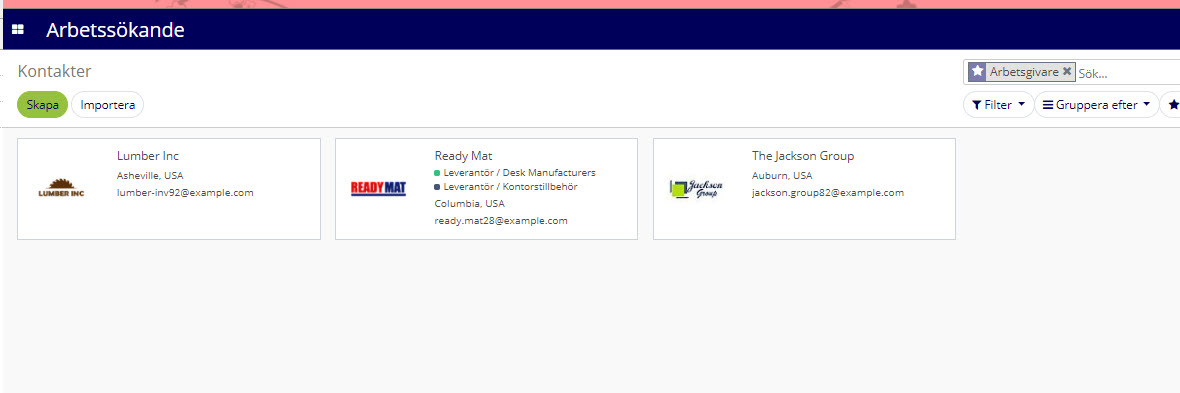 Arbetssökande
Kontakter
Arbetsgivare Sök...
Skapa Importera
Filter Gruppera efter
Lumber Inc
Asheville, USA
lumber-inv92@example.com
LUMBER INC
Ready Mat
Leverantör / Desk Manufacturers
Leverantör / Kontorstillbehör
Columbia, USA
ready.mat28@example.com
READY MAT
The Jackson Group
Auburn, USA
jackson.group82@example.com
Jackson
Group